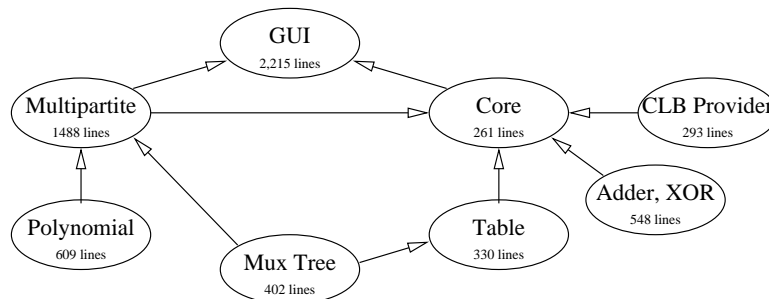 GUI
2,215 lines
Multipartite
1488 lines
Core
261 lines
CLB Provider
293 lines
Polynomial
609 lines
Mux Tree
402 lines
Table
330 lines
Adder, XOR
548 lines